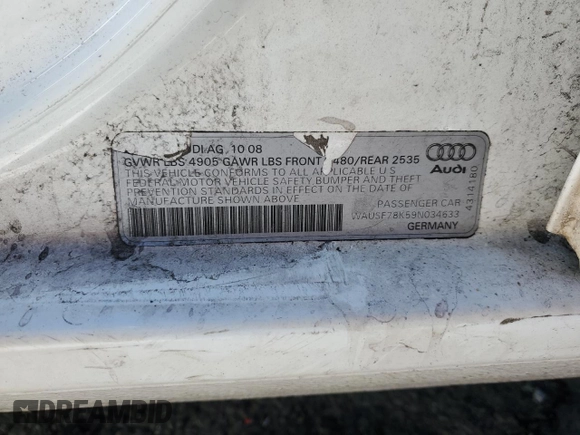 DI AG, 10 08
GVWR LBS 4905 GAWR LBS FRONT 480/REAR 2535
THIS VEHICLE CONFORMS TO ALL APPLICABLE U S
FEDERAL MOTOR VEHICLE SAFETY BUMPER AND THEFT
PREVENTION STANDARDS IN EFFECT ON THE DATE OF
MANUFACTURE SHOWN ABOVE
Audi
431418D
PASSENGER CAR
WAUSF78K59N034633
GERMANY
DREAMBID